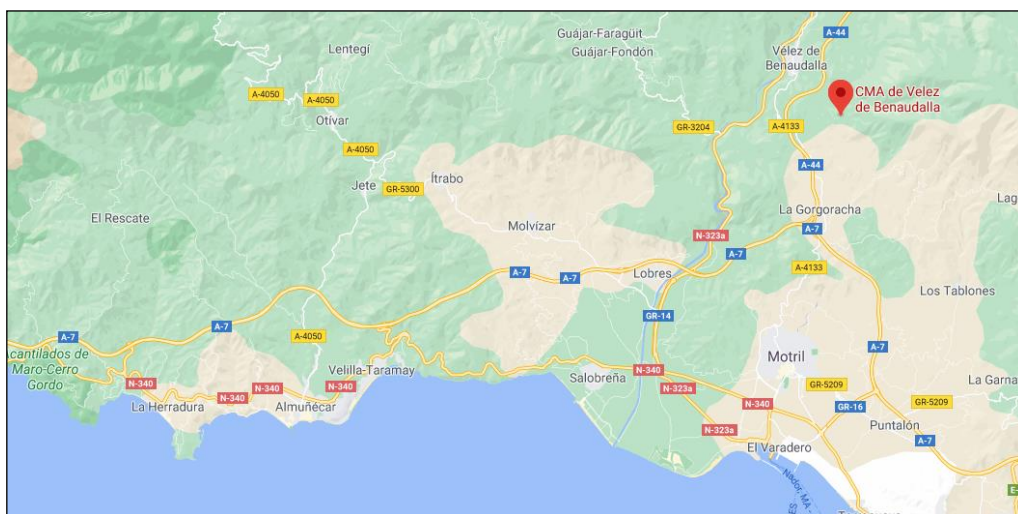 Guájar-Faragüit
Guájar-Fondón
Lentegí
Vélez de
Benaudalla
A-44
CMA de Velez
de Benaudalla
A-4050
A-4050
Otívar
GR-3204
A-4133
A-4050
A-44
Jete
GR-5300
Ítrabo
El Rescate
Molvízar
La Gorgoracha
Lag
N-323a
A-7
A-7
A-7
A-7
Lobres
A-4133
Los Tablones
GR-14
A-7
A-7
A-4050
A-7
Acantilados de
Maro-Cerro
Gordo
Motril
Velilla-Taramay
Salobreña
N-340
La Garna
N-340
N-340
N-340
N-323a
GR-5209
GR-5209
La Herradura
N-340
Almuñécar
N-340
GR-16
Puntalón
N-323a
A-7
El Varadero
Nador, MA -
E-